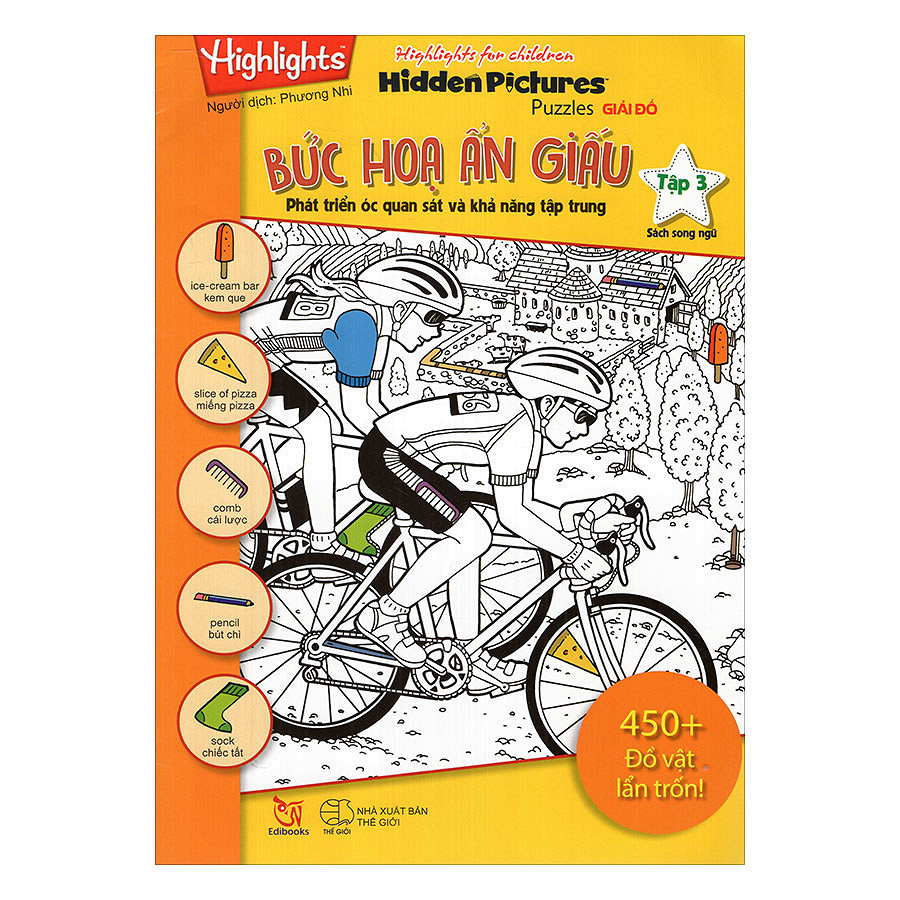 Highlights™
Người dịch: Phương Nhi
Highlights for children
Hidden Pictures™
Puzzles GIẢI ĐỐ
BỨC HOẠ ẨN GIẤU
Tập 3
Phát triển óc quan sát và khả năng tập trung
Sách song ngữ
ice-cream bar
kem que
slice of pizza
miếng pizza
comb
cái lược
pencil
bút chì
sock
chiếc tất
450+
Đồ vật
lẩn trốn!
Edibooks
THẾ GIỚI
NHÀ XUẤT BẢN
THẾ GIỚI